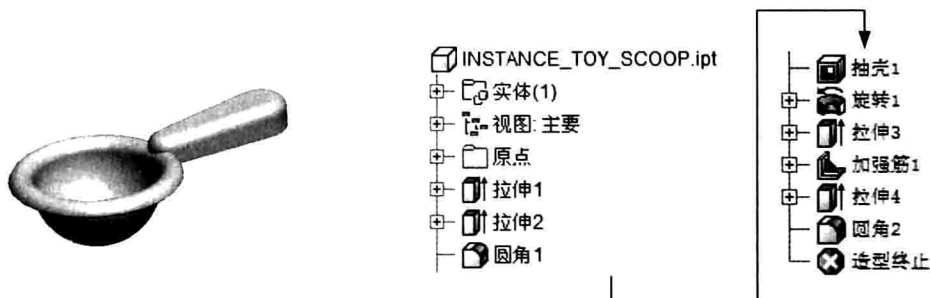 INSTANCE_TOY_SCOOP.ipt
实体(1)
视图: 主要
原点
拉伸1
拉伸2
圆角1
抽壳1
旋转1
拉伸3
加强筋1
拉伸4
圆角2
造型终止